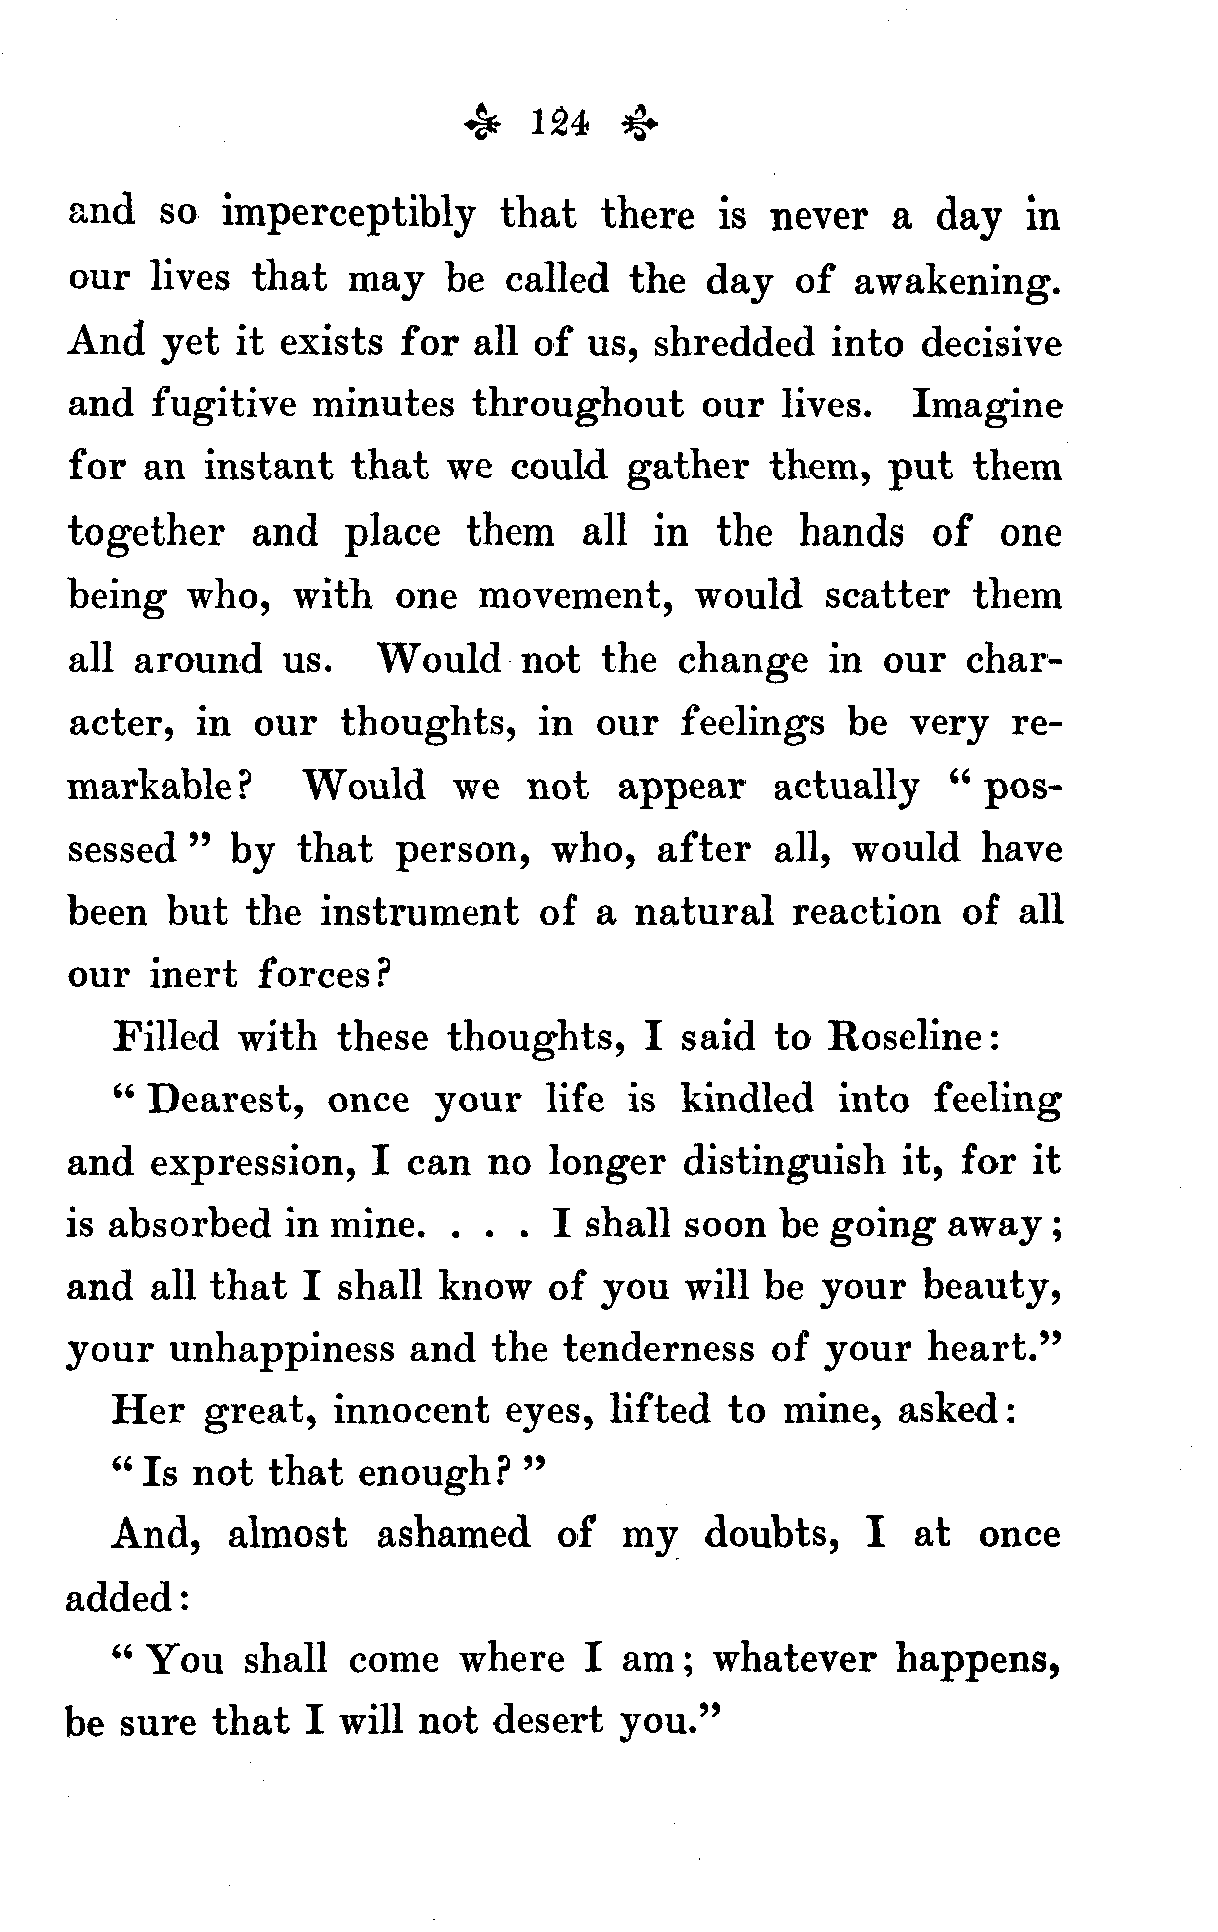 124
and so imperceptibly that there is never a day in
our lives that may be called the day of awakening.
And yet it exists for all of us, shredded into decisive
and fugitive minutes throughout our lives. Imagine
for an instant that we could gather them, put them
together and place them all in the hands of one
being who, with one movement, would scatter them
all around us. Would not the change in our char-
acter, in our thoughts, in our feelings be very re-
markable? Would we not appear actually “ pos-
sessed ” by that person, who, after all, would have
been but the instrument of a natural reaction of all
our inert forces?
Filled with these thoughts, I said to Roseline:
“ Dearest, once your life is kindled into feeling
and expression, I can no longer distinguish it, for it
is absorbed in mine. . . . I shall soon be going away ;
and all that I shall know of you will be your beauty,
your unhappiness and the tenderness of your heart.”
Her great, innocent eyes, lifted to mine, asked:
“ Is not that enough? ”
And, almost ashamed of my doubts, I at once
added:
“ You shall come where I am ; whatever happens,
be sure that I will not desert you.”